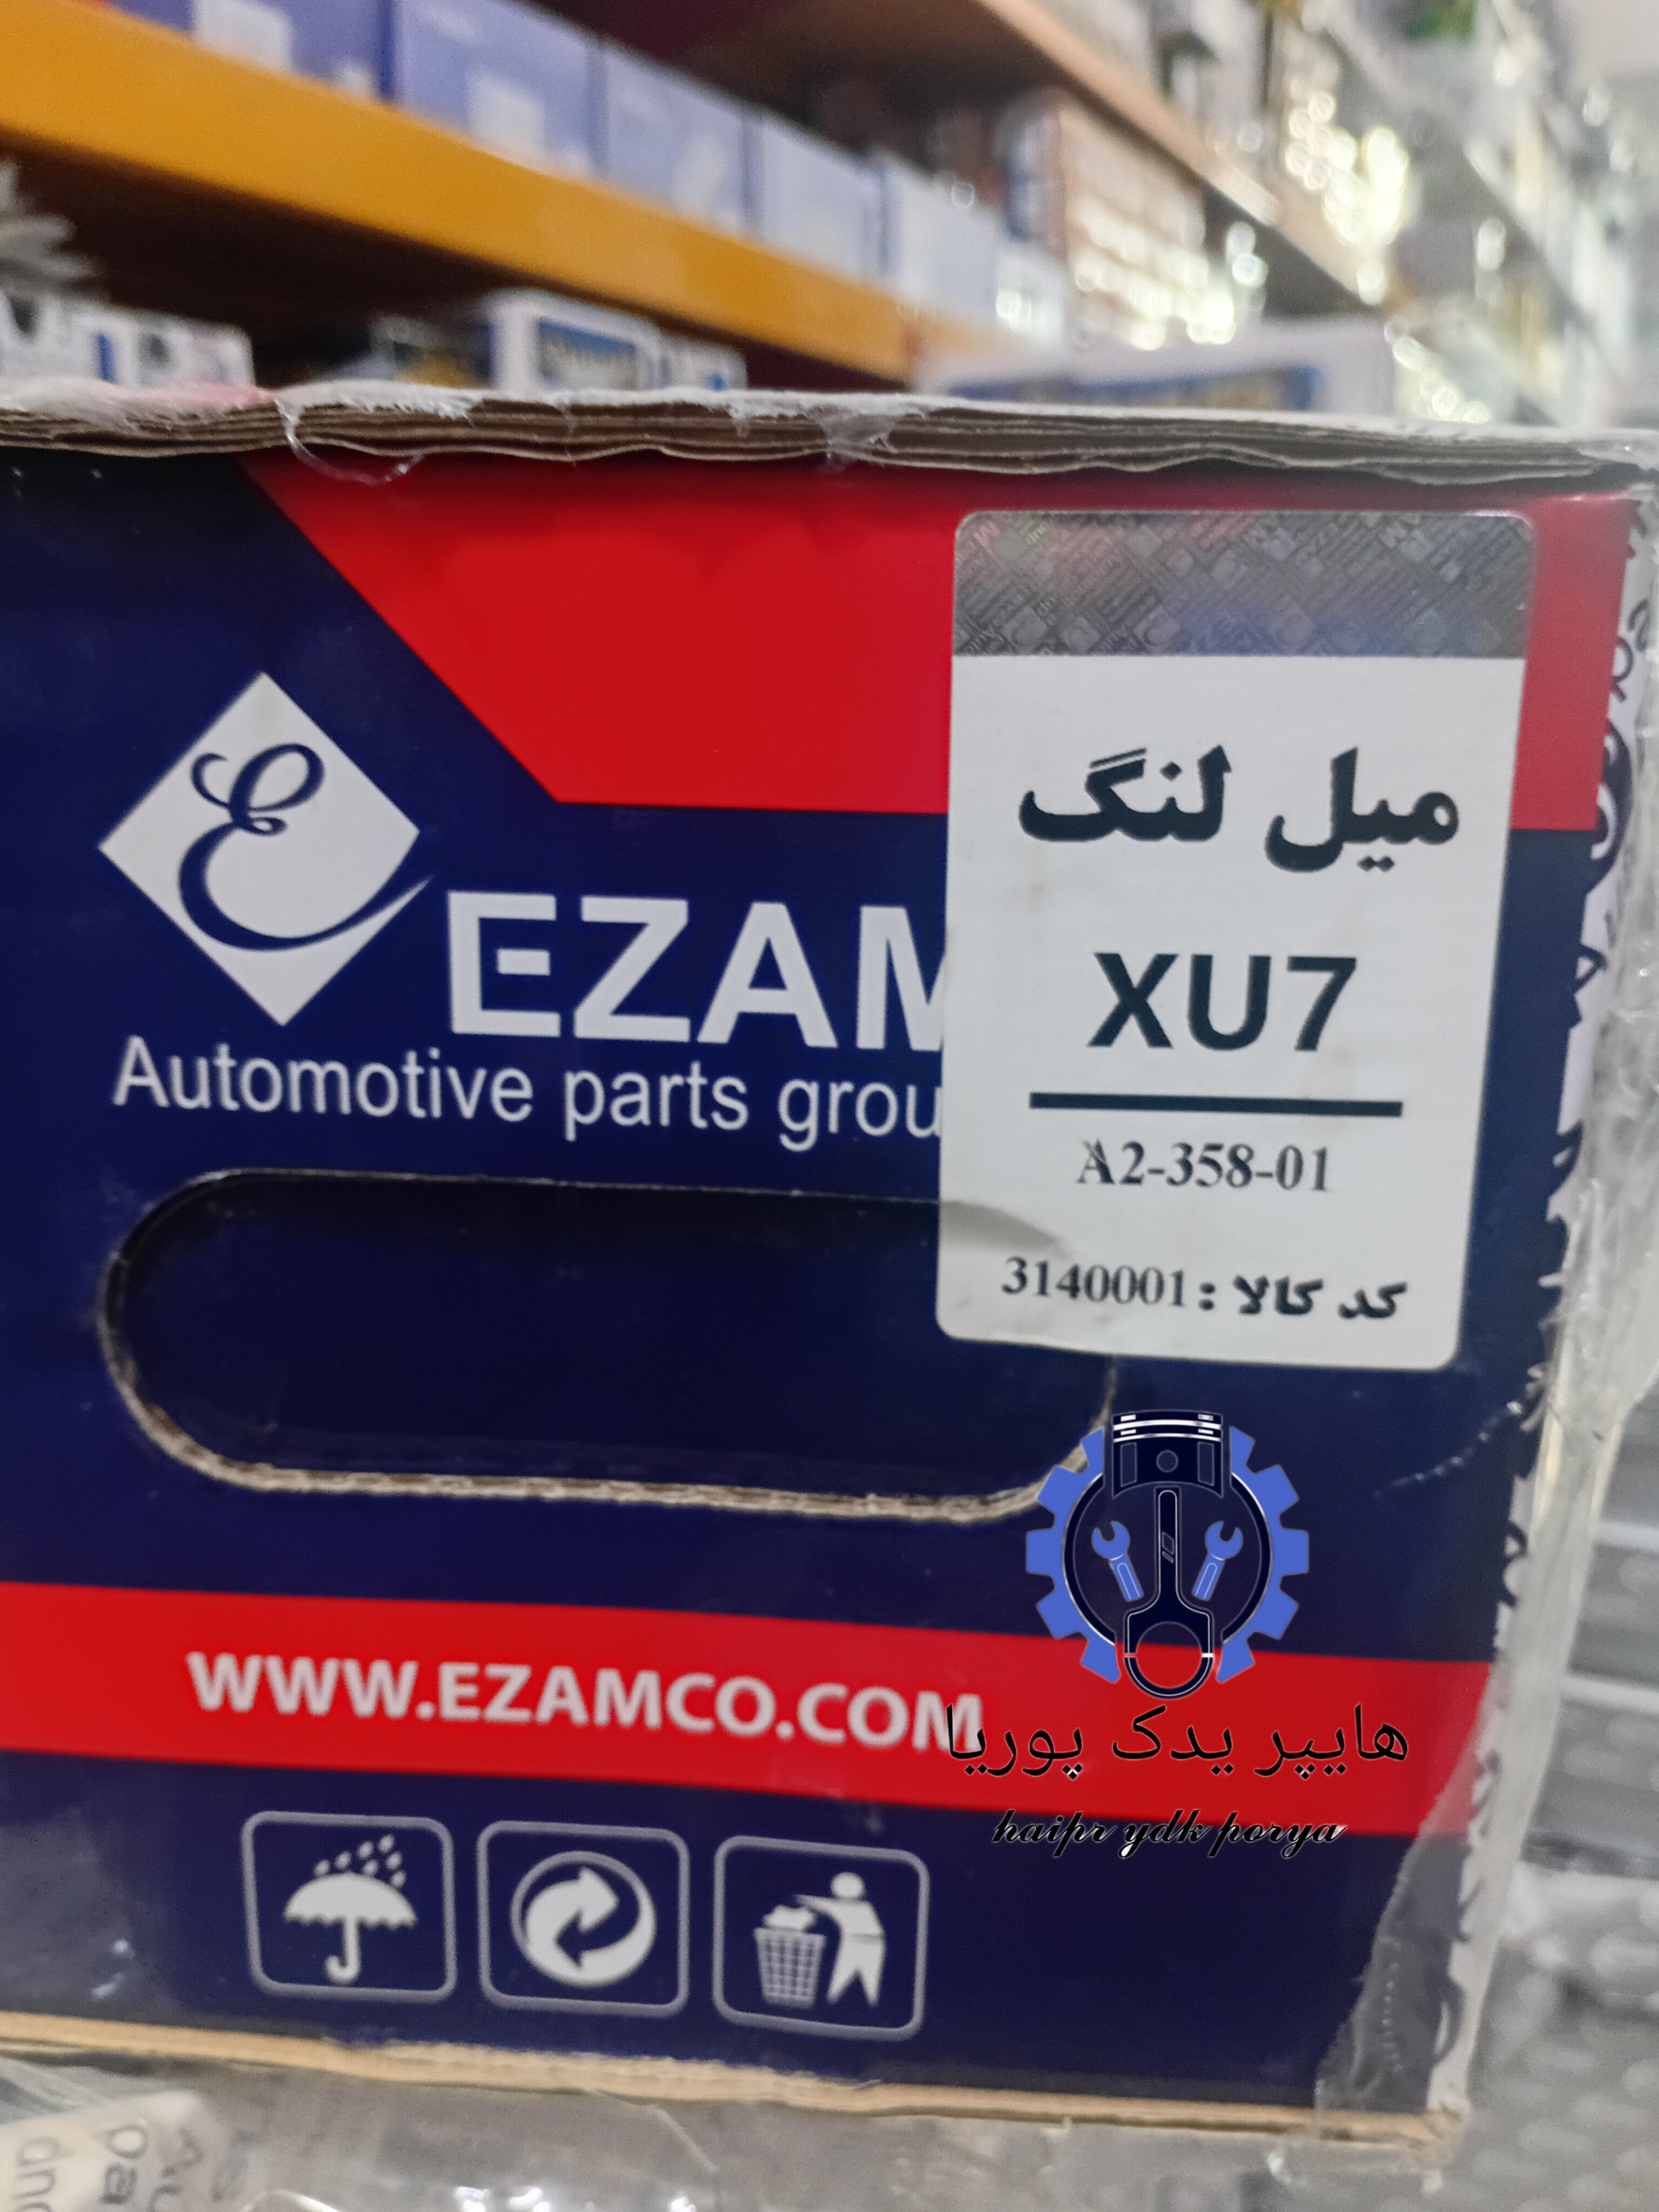 EZAM
Automotive parts grou
میل لنگ
XU7
A2-358-01
کد کالا : 3140001
WWW.EZAMCO.COM
هایپر یدک پوریا
haipr ydk porya